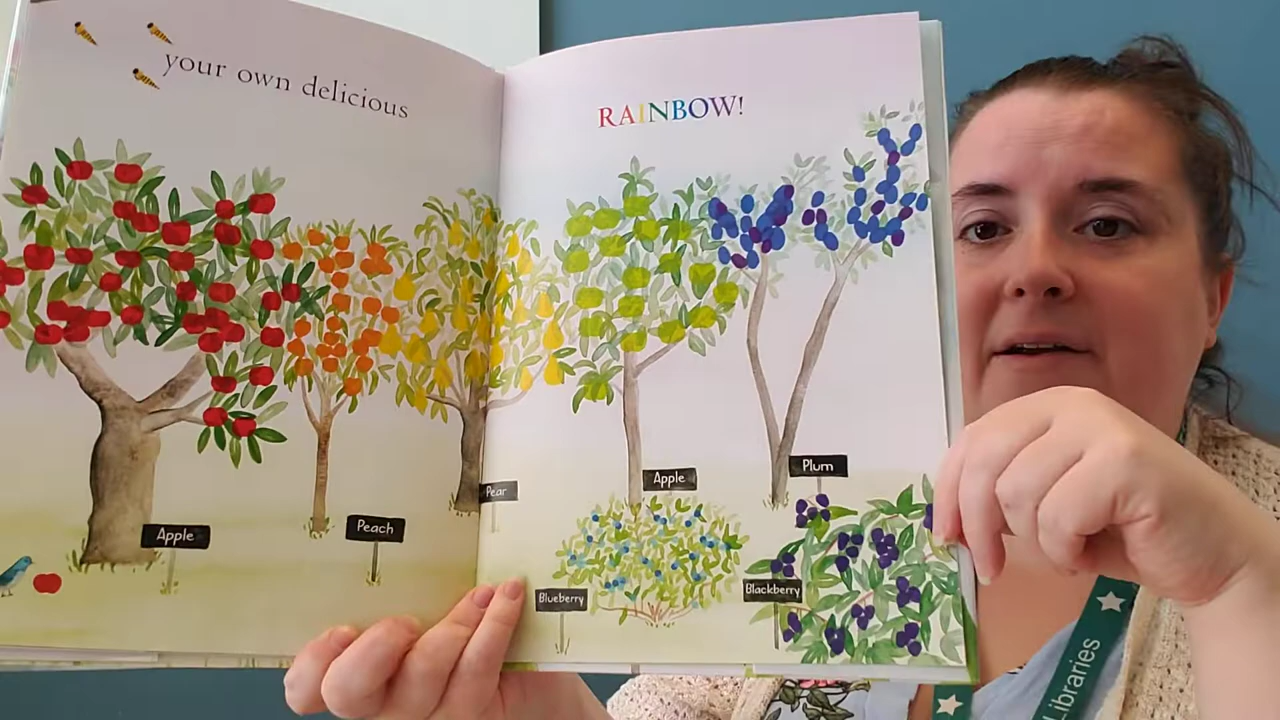 your own delicious
RAINBOW!
Apple
Peach
Pear
Apple
Plum
Blueberry
Blackberry
Libraries